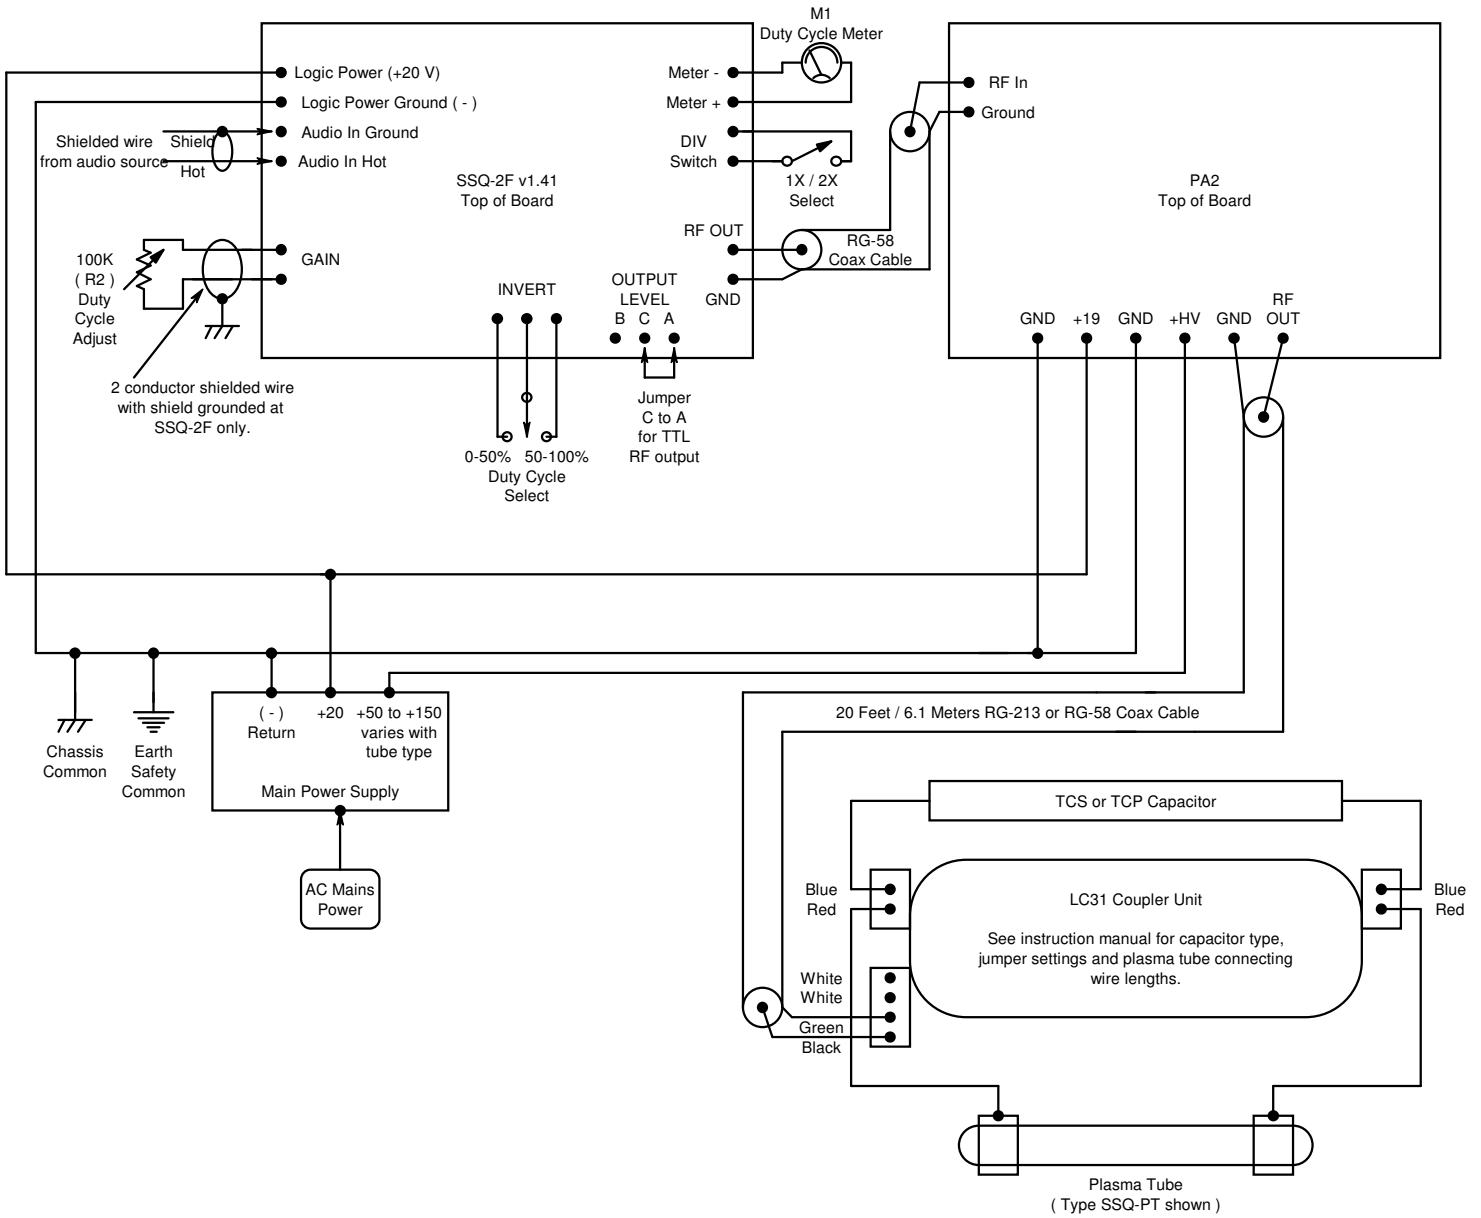 M1
Duty Cycle Meter
Logic Power (+20 V)
Logic Power Ground ( - )
Audio In Ground
Audio In Hot
Shielded wire
from audio source
Shield
Hot
Meter -
Meter +
DIV
Switch
1X / 2X
Select
SSQ-2F v1.41
Top of Board
RF In
Ground
PA2
Top of Board
RF OUT
GND
RG-58
Coax Cable
100K
( R2 )
Duty
Cycle
Adjust
GAIN
INVERT
OUTPUT
LEVEL
B C A
GND +19 GND +HV GND
RF
OUT
2 conductor shielded wire
with shield grounded at
SSQ-2F only.
Jumper
C to A
for TTL
RF output
0-50% 50-100%
Duty Cycle
Select
( - )
Return
+20
+50 to +150
varies with
tube type
Main Power Supply
Chassis
Common
Earth
Safety
Common
AC Mains
Power
20 Feet / 6.1 Meters RG-213 or RG-58 Coax Cable
TCS or TCP Capacitor
Blue
Red
LC31 Coupler Unit
See instruction manual for capacitor type,
jumper settings and plasma tube connecting
wire lengths.
Blue
Red
White
White
Green
Black
Plasma Tube
( Type SSQ-PT shown )